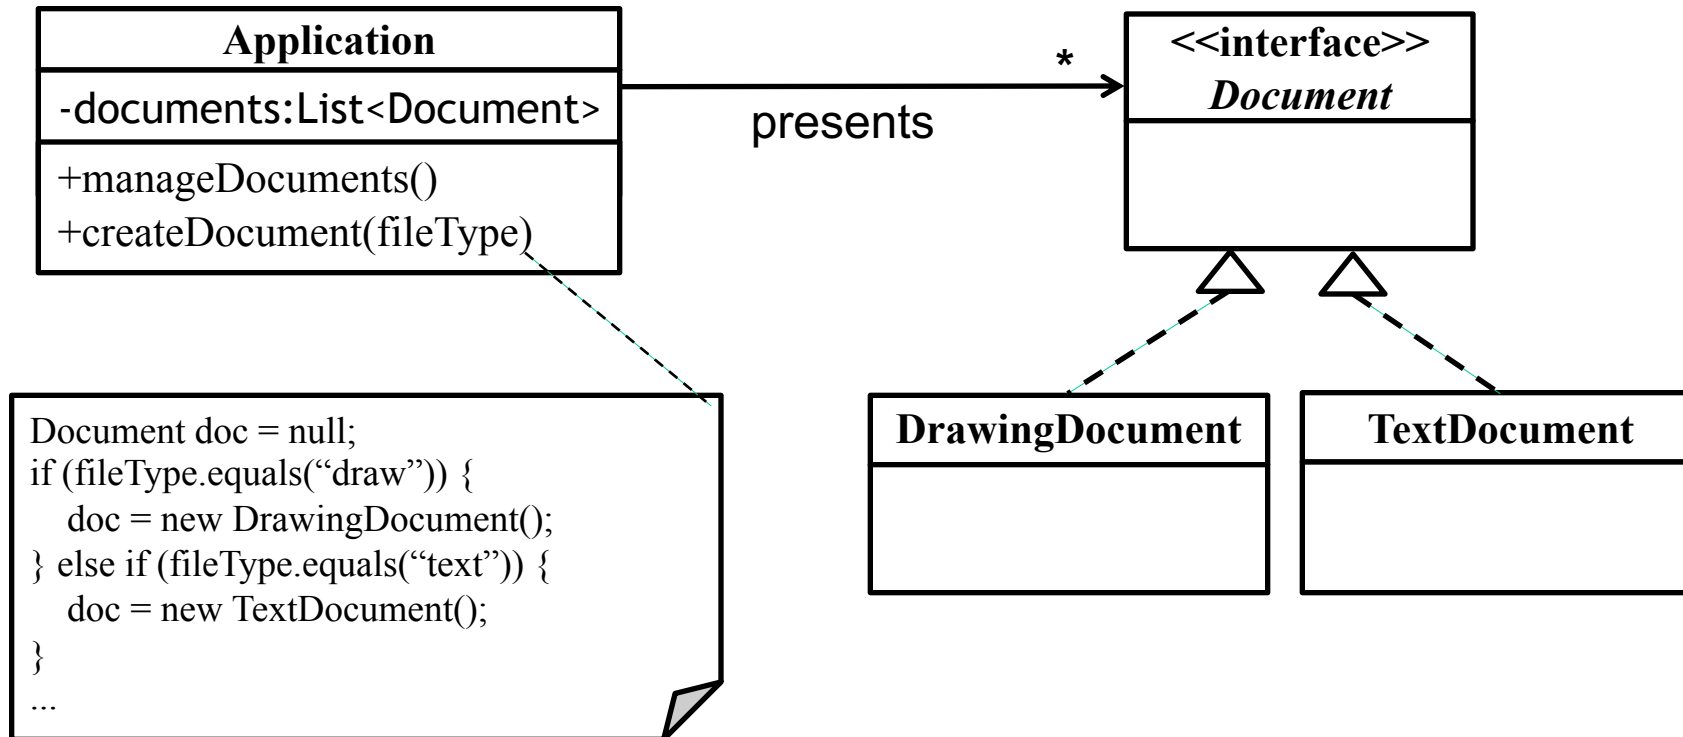 Application
-documents:List<Document>
+manageDocuments()
+createDocument(fileType)
*
presents
<<interface>>
Document
Document doc = null;
if (fileType.equals(“draw”)) {
doc = new DrawingDocument();
} else if (fileType.equals(“text”)) {
doc = new TextDocument();
}
...
DrawingDocument
TextDocument